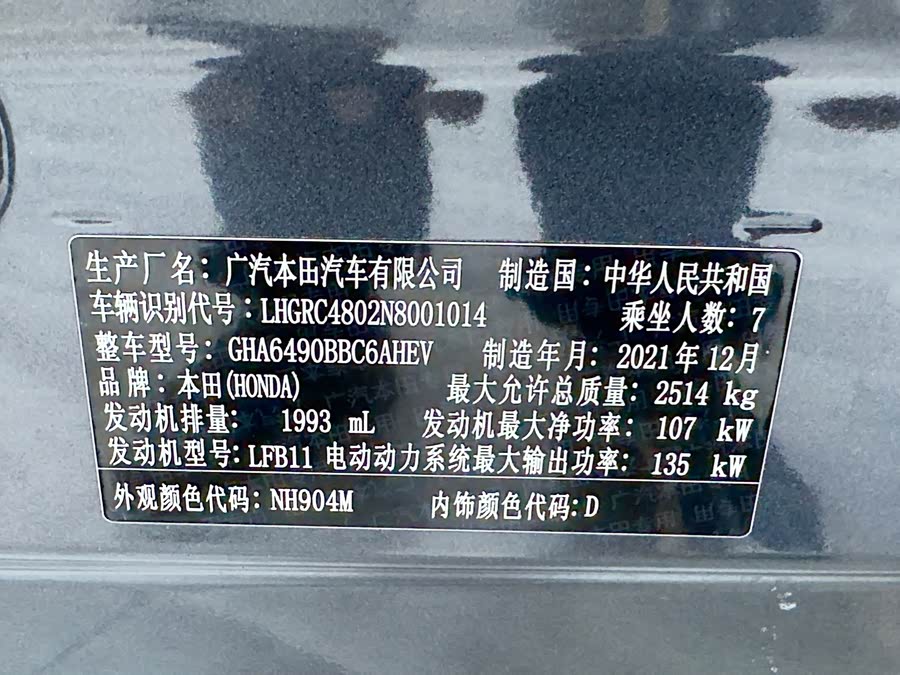 生产厂名：广汽本田汽车有限公司 制造国：中华人民共和国
车辆识别代号：LHGRC4802N8001014 乘坐人数：7
整车型号：GHA6490BBC6AHEV 制造年月：2021年12月
品牌：本田(HONDA) 最大允许总质量：2514 kg
发动机排量： 1993 mL 发动机最大净功率：107 kW
发动机型号：LFB11 电动动力系统最大输出功率：135 kW
外观颜色代码：NH904M 内饰颜色代码：D